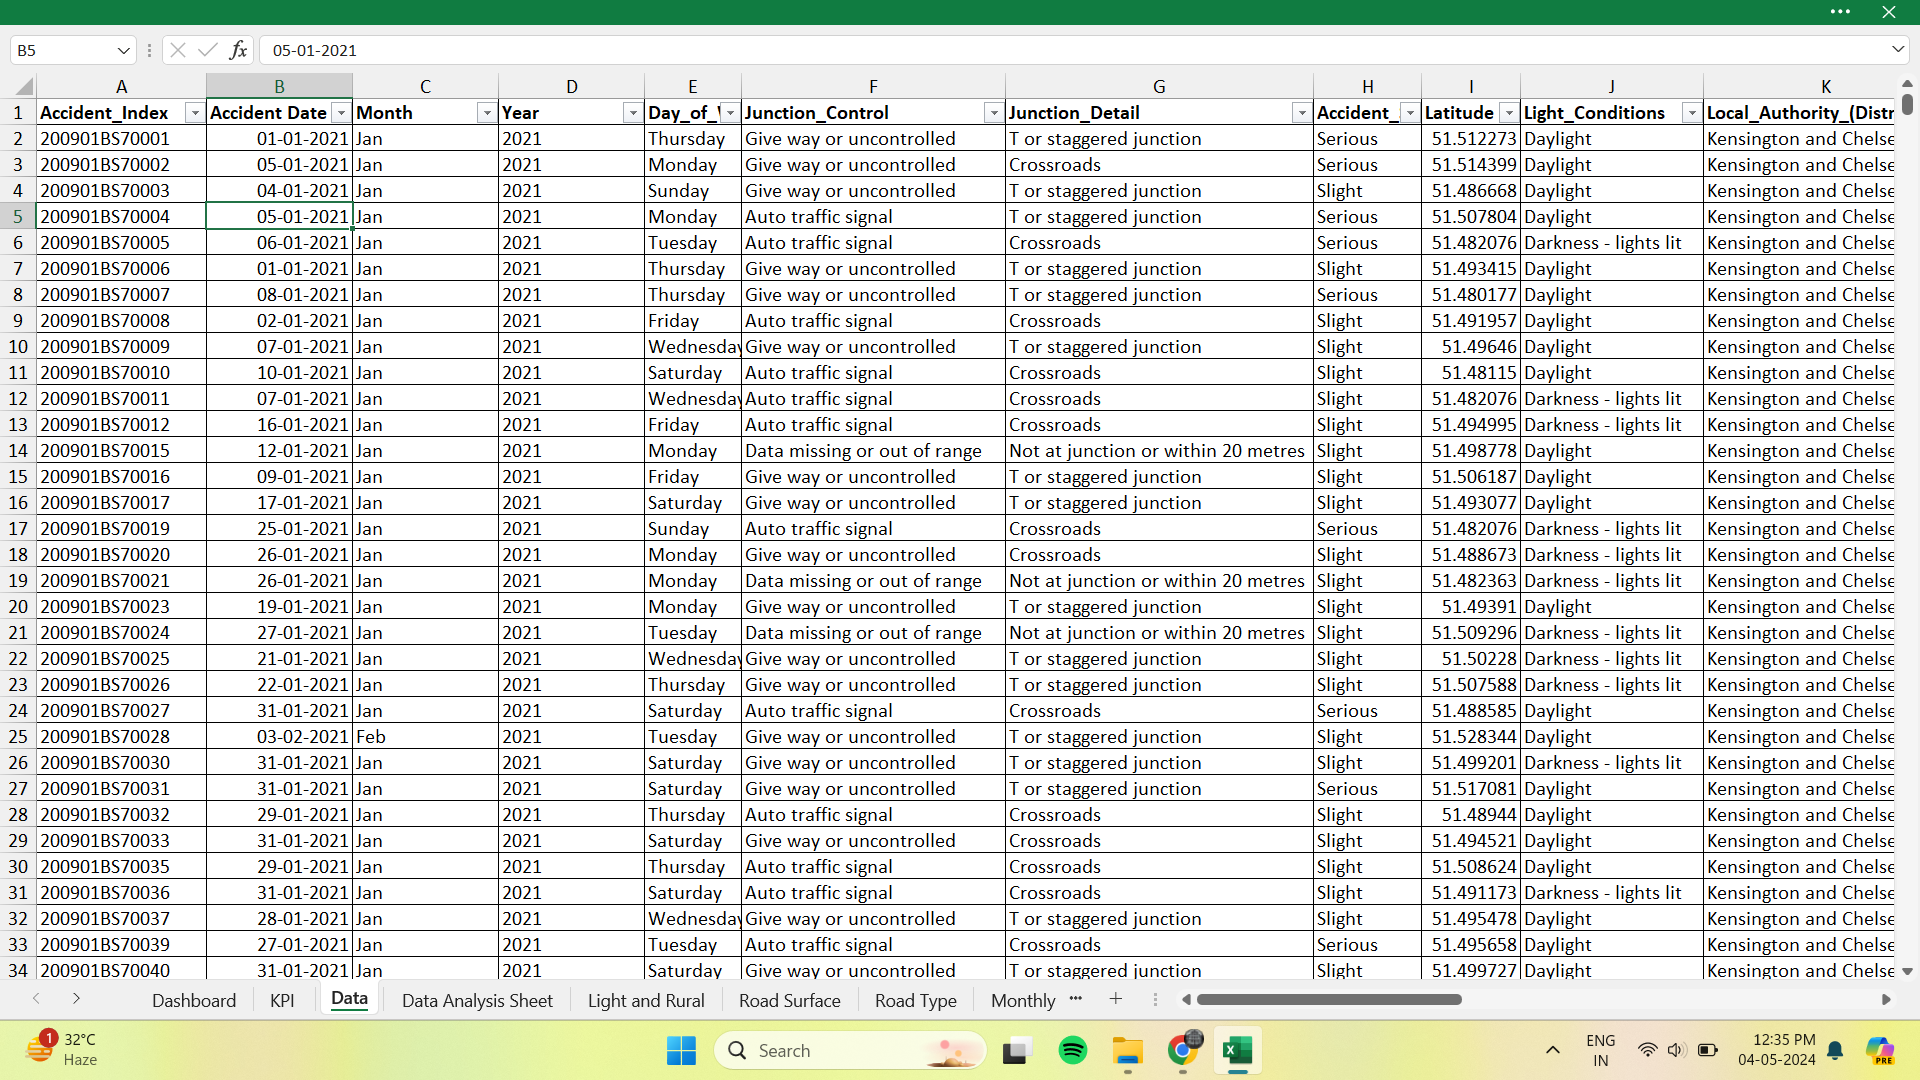 B5 fx 05-01-2021
A B C D E F G H I J K
1 Accident_Index Accident Date Month Year Day_of_ Junction_Control Junction_Detail Accident_ Latitude Light_Conditions Local_Authority_(Distr
2 200901BS70001 01-01-2021 Jan 2021 Thursday Give way or uncontrolled T or staggered junction Serious 51.512273 Daylight Kensington and Chelse
3 200901BS70002 05-01-2021 Jan 2021 Monday Give way or uncontrolled Crossroads Serious 51.514399 Daylight Kensington and Chelse
4 200901BS70003 04-01-2021 Jan 2021 Sunday Give way or uncontrolled T or staggered junction Slight 51.486668 Daylight Kensington and Chelse
5 200901BS70004 05-01-2021 Jan 2021 Monday Auto traffic signal T or staggered junction Serious 51.507804 Daylight Kensington and Chelse
6 200901BS70005 06-01-2021 Jan 2021 Tuesday Auto traffic signal Crossroads Serious 51.482076 Darkness - lights lit Kensington and Chelse
7 200901BS70006 01-01-2021 Jan 2021 Thursday Give way or uncontrolled T or staggered junction Slight 51.493415 Daylight Kensington and Chelse
8 200901BS70007 08-01-2021 Jan 2021 Thursday Give way or uncontrolled T or staggered junction Serious 51.480177 Daylight Kensington and Chelse
9 200901BS70008 02-01-2021 Jan 2021 Friday Auto traffic signal Crossroads Slight 51.491957 Daylight Kensington and Chelse
10 200901BS70009 07-01-2021 Jan 2021 Wednesday Give way or uncontrolled T or staggered junction Slight 51.49646 Daylight Kensington and Chelse
11 200901BS70010 10-01-2021 Jan 2021 Saturday Auto traffic signal Crossroads Slight 51.48115 Daylight Kensington and Chelse
12 200901BS70011 07-01-2021 Jan 2021 Wednesday Auto traffic signal Crossroads Slight 51.482076 Darkness - lights lit Kensington and Chelse
13 200901BS70012 16-01-2021 Jan 2021 Friday Auto traffic signal Crossroads Slight 51.494995 Darkness - lights lit Kensington and Chelse
14 200901BS70015 12-01-2021 Jan 2021 Monday Data missing or out of range Not at junction or within 20 metres Slight 51.498778 Daylight Kensington and Chelse
15 200901BS70016 09-01-2021 Jan 2021 Friday Give way or uncontrolled T or staggered junction Slight 51.506187 Daylight Kensington and Chelse
16 200901BS70017 17-01-2021 Jan 2021 Saturday Give way or uncontrolled T or staggered junction Slight 51.493077 Daylight Kensington and Chelse
17 200901BS70019 25-01-2021 Jan 2021 Sunday Auto traffic signal Crossroads Serious 51.482076 Darkness - lights lit Kensington and Chelse
18 200901BS70020 26-01-2021 Jan 2021 Monday Give way or uncontrolled Crossroads Slight 51.488673 Darkness - lights lit Kensington and Chelse
19 200901BS70021 26-01-2021 Jan 2021 Monday Data missing or out of range Not at junction or within 20 metres Slight 51.482363 Darkness - lights lit Kensington and Chelse
20 200901BS70023 19-01-2021 Jan 2021 Monday Give way or uncontrolled T or staggered junction Slight 51.49391 Daylight Kensington and Chelse
21 200901BS70024 27-01-2021 Jan 2021 Tuesday Data missing or out of range Not at junction or within 20 metres Slight 51.509296 Darkness - lights lit Kensington and Chelse
22 200901BS70025 21-01-2021 Jan 2021 Wednesday Give way or uncontrolled T or staggered junction Slight 51.50228 Darkness - lights lit Kensington and Chelse
23 200901BS70026 22-01-2021 Jan 2021 Thursday Give way or uncontrolled T or staggered junction Slight 51.507588 Darkness - lights lit Kensington and Chelse
24 200901BS70027 31-01-2021 Jan 2021 Saturday Auto traffic signal Crossroads Serious 51.488585 Daylight Kensington and Chelse
25 200901BS70028 03-02-2021 Feb 2021 Tuesday Give way or uncontrolled T or staggered junction Slight 51.528344 Daylight Kensington and Chelse
26 200901BS70030 31-01-2021 Jan 2021 Saturday Give way or uncontrolled T or staggered junction Slight 51.499201 Darkness - lights lit Kensington and Chelse
27 200901BS70031 31-01-2021 Jan 2021 Saturday Give way or uncontrolled T or staggered junction Serious 51.517081 Daylight Kensington and Chelse
28 200901BS70032 29-01-2021 Jan 2021 Thursday Auto traffic signal Crossroads Slight 51.48944 Daylight Kensington and Chelse
29 200901BS70033 31-01-2021 Jan 2021 Saturday Give way or uncontrolled Crossroads Slight 51.494521 Daylight Kensington and Chelse
30 200901BS70035 29-01-2021 Jan 2021 Thursday Auto traffic signal Crossroads Slight 51.508624 Daylight Kensington and Chelse
31 200901BS70036 31-01-2021 Jan 2021 Saturday Auto traffic signal Crossroads Slight 51.491173 Darkness - lights lit Kensington and Chelse
32 200901BS70037 28-01-2021 Jan 2021 Wednesday Give way or uncontrolled T or staggered junction Slight 51.495478 Daylight Kensington and Chelse
33 200901BS70039 27-01-2021 Jan 2021 Tuesday Auto traffic signal Crossroads Serious 51.495658 Daylight Kensington and Chelse
34 200901BS70040 31-01-2021 Jan 2021 Saturday Give way or uncontrolled T or staggered junction Slight 51.499727 Daylight Kensington and Chelse
Dashboard KPI Data Data Analysis Sheet Light and Rural Road Surface Road Type Monthly ... +
1 32°C Search ENG 12:35 PM
Haze IN 04-05-2024 PRE